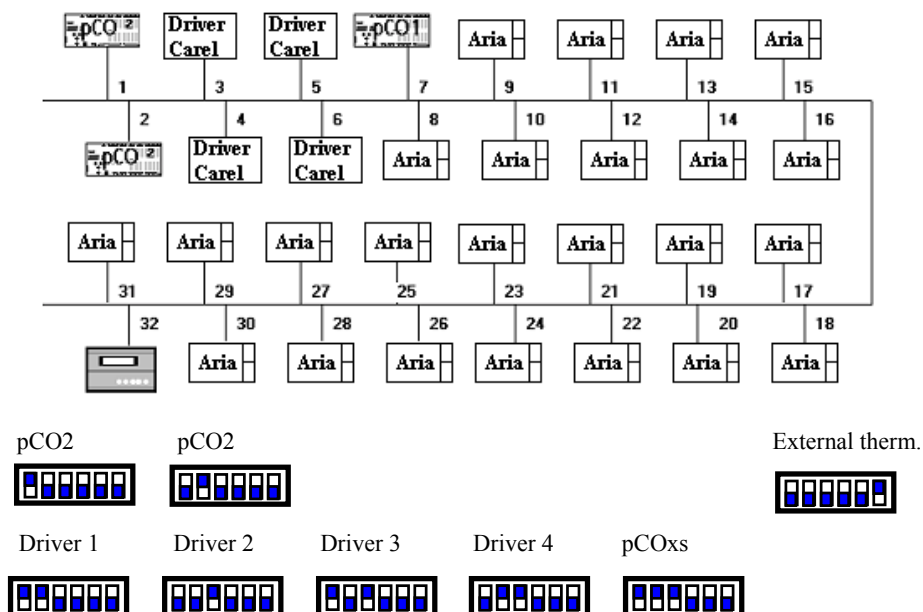 pCO 2 Driver Driver pCO1 Aria Aria Aria Aria
Carel Carel
1 3 5 7 9 11 13 15
2 4 6 8 10 12 14 16
pCO 2 Driver Driver Aria Aria Aria Aria Aria
Carel Carel
Aria Aria Aria Aria Aria Aria Aria Aria
31 29 27 25 23 21 19 17
32 30 28 26 24 22 20 18
Aria Aria Aria Aria Aria Aria Aria
pCO2 pCO2 External therm.
Driver 1 Driver 2 Driver 3 Driver 4 pCOxs